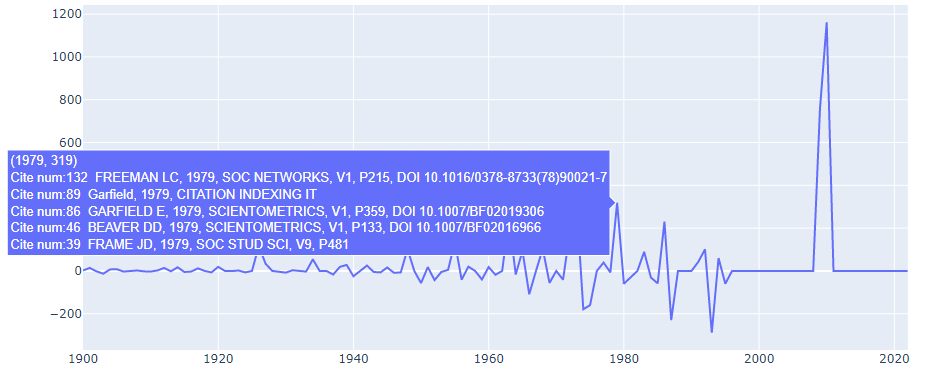 1200
1000
800
600
(1979, 319)
Cite num:132 FREEMAN LC, 1979, SOC NETWORKS, V1, P215, DOI 10.1016/0378-8733(78)90021-7
Cite num:89 Garfield, 1979, CITATION INDEXING IT
Cite num:86 GARFIELD E, 1979, SCIENTOMETRICS, V1, P359, DOI 10.1007/BF02019306
Cite num:46 BEAVER DD, 1979, SCIENTOMETRICS, V1, P133, DOI 10.1007/BF02016966
Cite num:39 FRAME JD, 1979, SOC STUD SCI, V9, P481
0
−200
1900 1920 1940 1960 1980 2000 2020